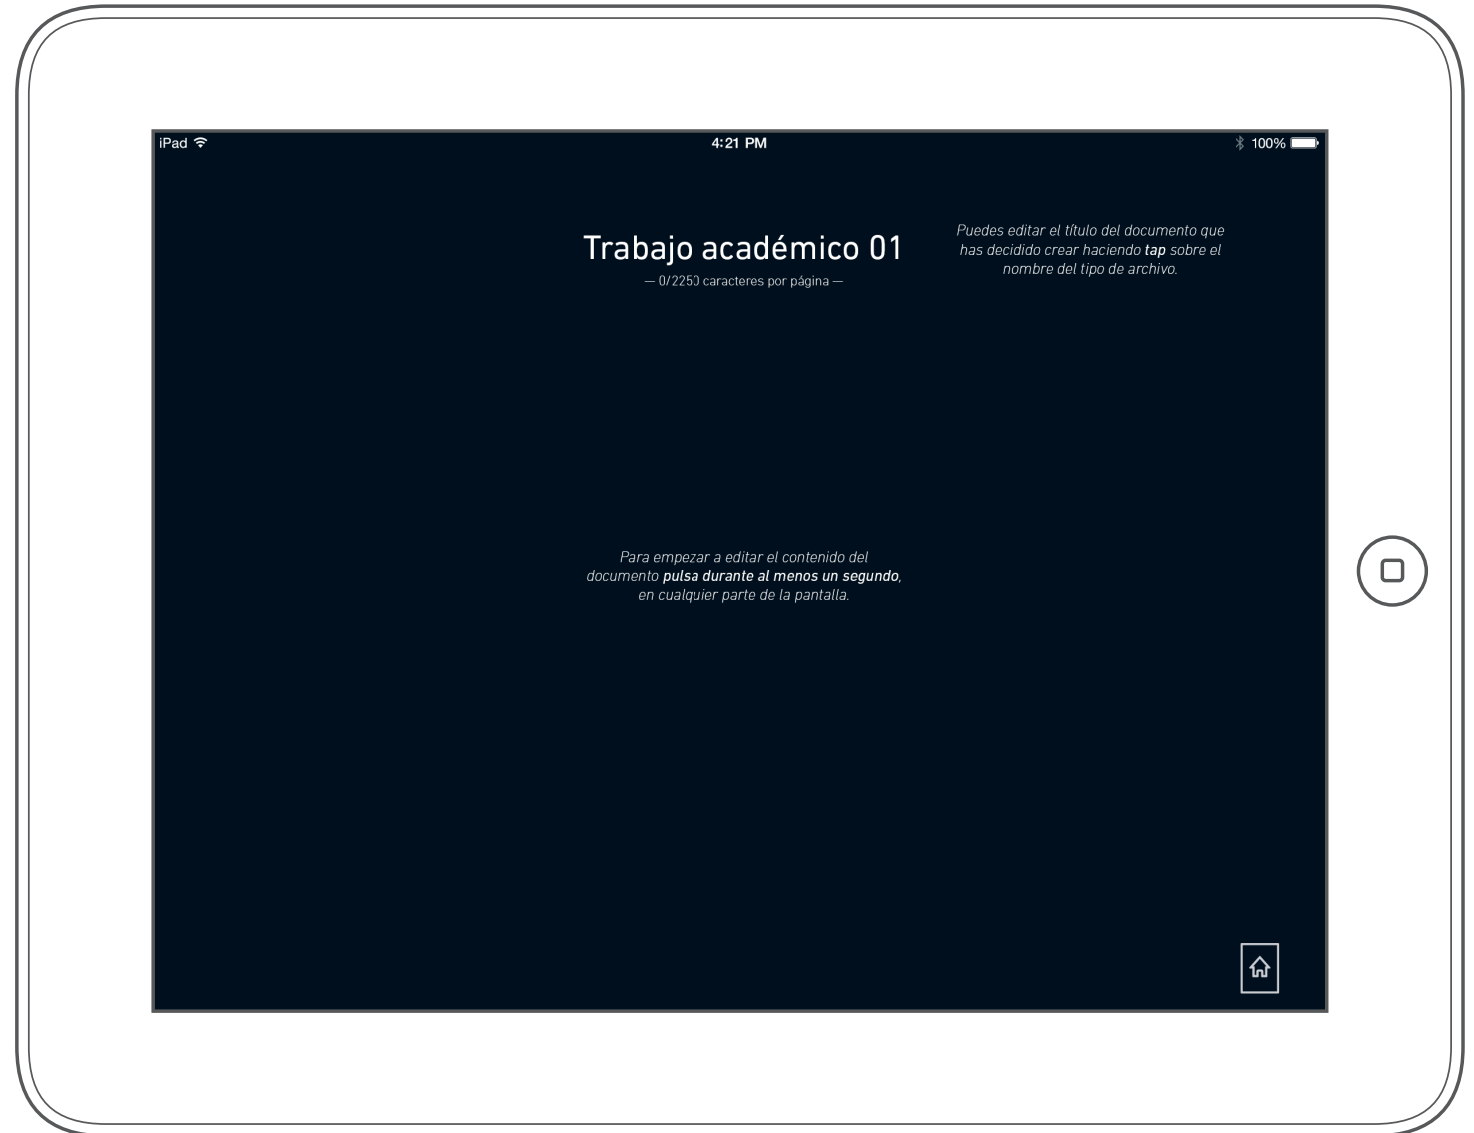 iPad
4:21 PM
100%
Trabajo académico 01
— 0/2250 caracteres por página —
Puedes editar el título del documento que
has decidido crear haciendo tap sobre el
nombre del tipo de archivo.
Para empezar a editar el contenido del
documento pulsa durante al menos un segundo,
en cualquier parte de la pantalla.